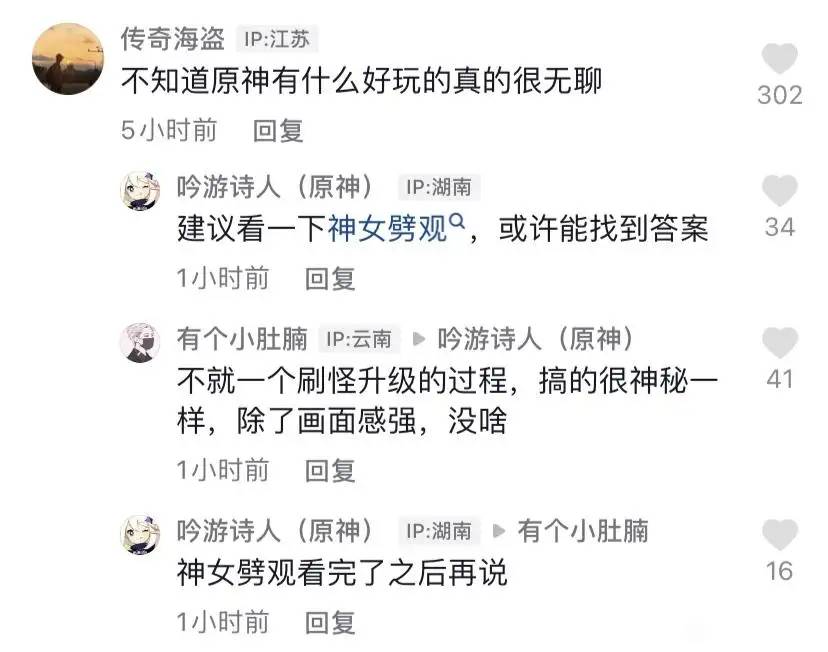 传奇海盗 IP:江苏
不知道原神有什么好玩的真的很无聊
302
5小时前 回复
吟游诗人（原神） IP:湖南
建议看一下神女劈观，或许能找到答案
34
1小时前 回复
有个小肚腩 IP:云南 ▶ 吟游诗人（原神）
不就一个刷怪升级的过程，搞的很神秘一
41
样，除了画面感强，没啥
1小时前 回复
吟游诗人（原神） IP:湖南 ▶ 有个小肚腩
神女劈观看完了之后再说
16
1小时前 回复